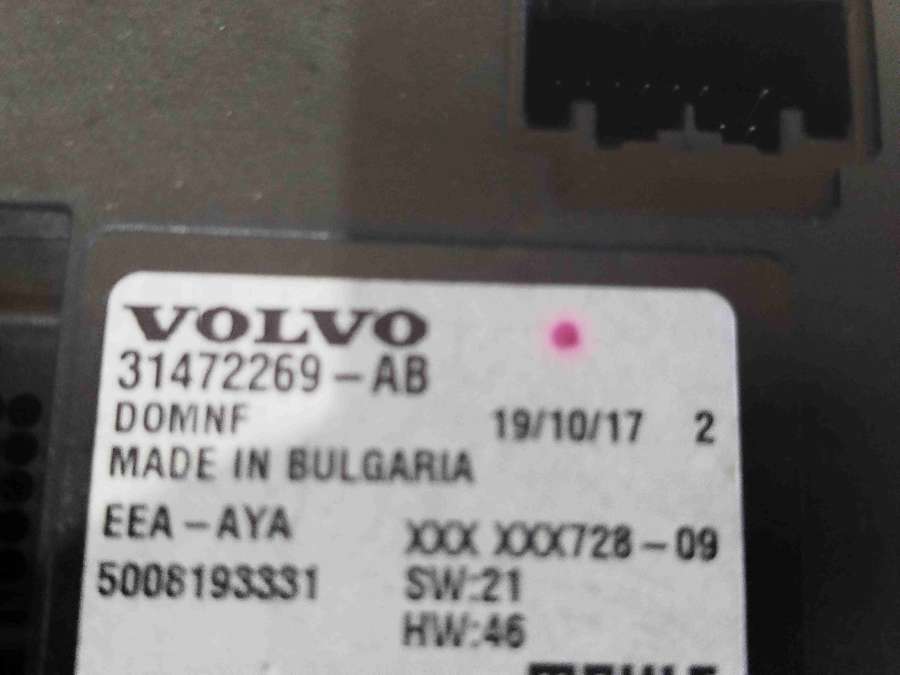 VOLVO
31472269-AB
DOMNF 19/10/17 2
MADE IN BULGARIA
EEA-AYA XXX XXX728-09
5008193331 SW:21
HW:46